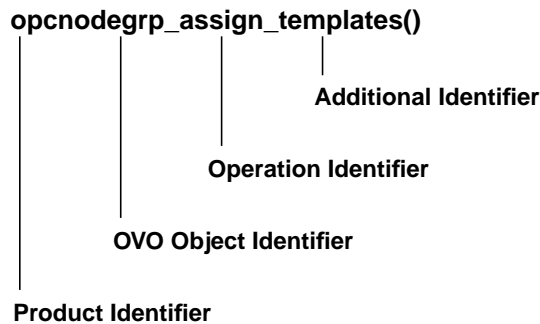 opcnodegrp_assign_templates()
Additional Identifier
Operation Identifier
OVO Object Identifier
Product Identifier